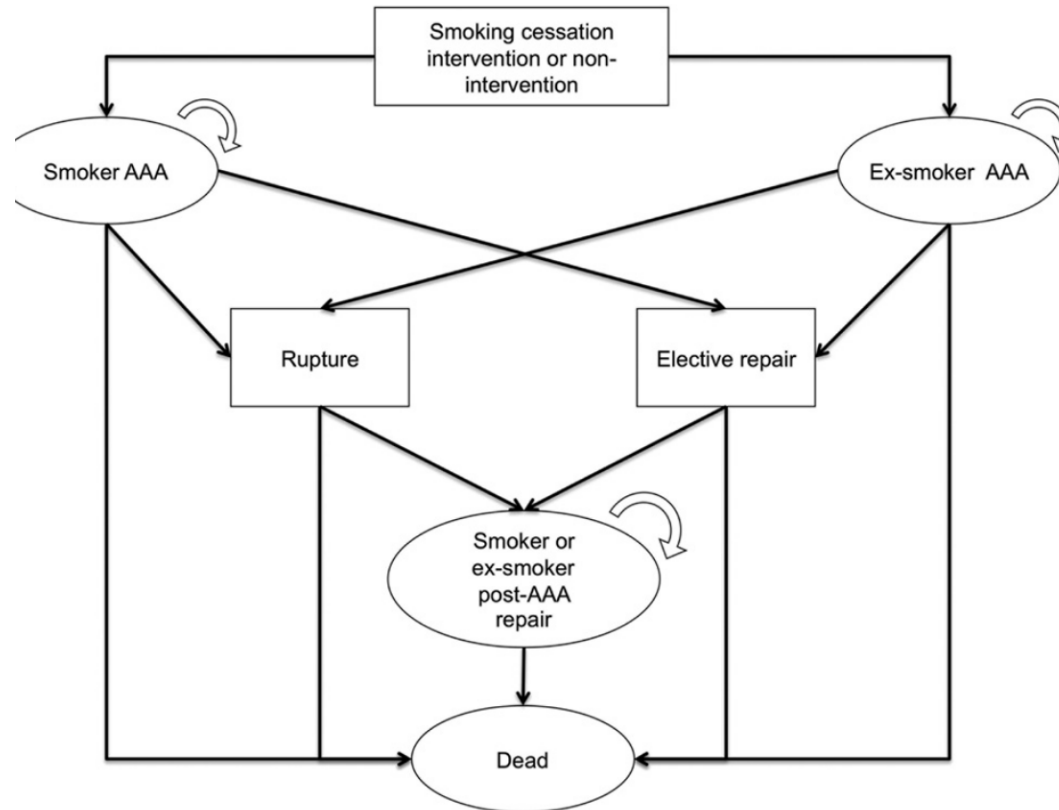 Smoking cessation
intervention or non-
intervention
Smoker AAA
Ex-smoker AAA
Rupture
Elective repair
Smoker or
ex-smoker
post-AAA
repair
Dead